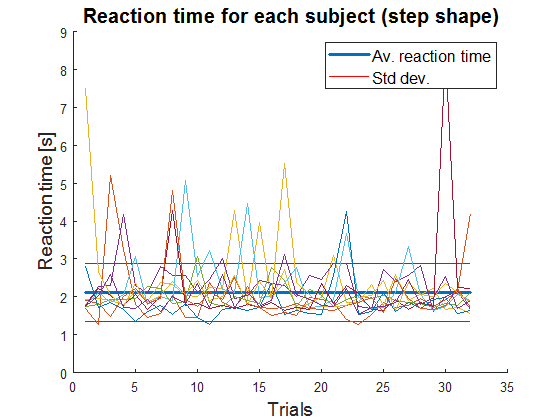 Reaction time for each subject (step shape)
Av. reaction time
Std dev.
Reaction time [s]
9
8
7
6
5
4
3
2
1
0
0 5 10 15 20 25 30 35
Trials